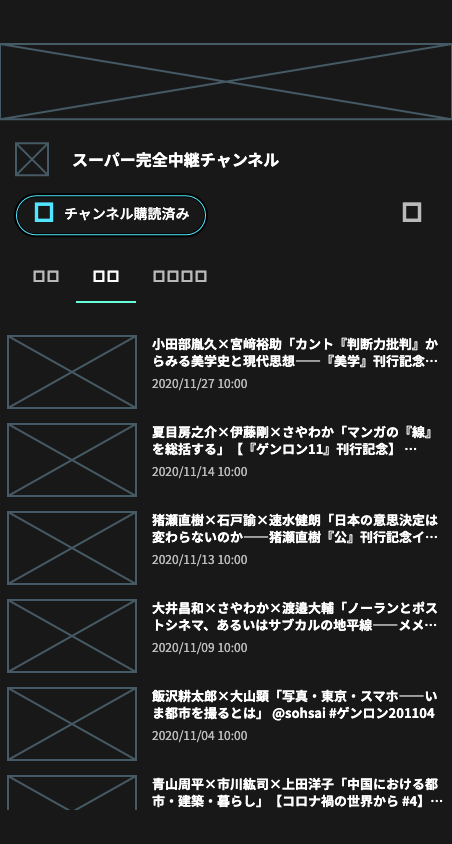 スーパー完全中継チャンネル
チャンネル購読済み
小田部胤久×宮﨑裕助「カント『判断力批判』か
らみる美学史と現代思想——『美学』刊行記念…
2020/11/27 10:00
夏目房之介×伊藤剛×さやわか「マンガの『線』
を総括する」【『ゲンロン11』刊行記念】 …
2020/11/14 10:00
猪瀬直樹×石戸諭×速水健朗「日本の意思決定は
変わらないのか——猪瀬直樹『公』刊行記念イ…
2020/11/13 10:00
大井昌和×さやわか×渡邉大輔「ノーランとポス
トシネマ、あるいはサブカルの地平線——メメ…
2020/11/09 10:00
飯沢耕太郎×大山顕「写真・東京・スマホ——い
ま都市を撮るとは」 @sohsai #ゲンロン201104
2020/11/04 10:00
青山周平×市川紘司×上田洋子「中国における都
市・建築・暮らし」【コロナ禍の世界から #4】…